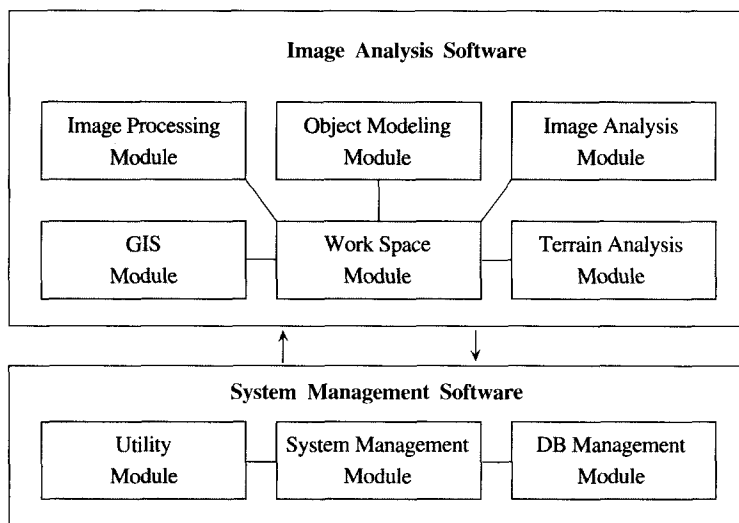 Image Analysis Software
Image Processing
Module
Object Modeling
Module
Image Analysis
Module
GIS
Module
Work Space
Module
Terrain Analysis
Module
System Management Software
Utility
Module
System Management
Module
DB Management
Module